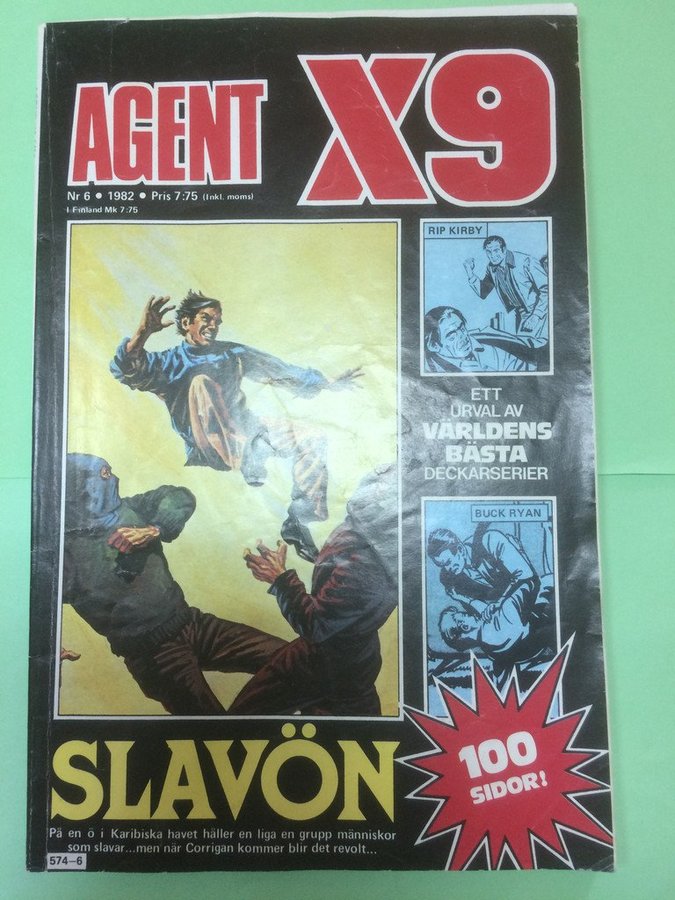 AGENT X9
Nr 6 • 1982 • Pris 7:75 (Inkl. moms)
I Finland Mk 7:75
RIP KIRBY
ETT
URVAL AV
VÄRLDENS
BÄSTA
DECKARSERIER
BUCK RYAN
100
SIDOR!
SLAVÖN
På en ö i Karibiska havet håller en liga en grupp människor
som slavar...men när Corrigan kommer blir det revolt...
574–6